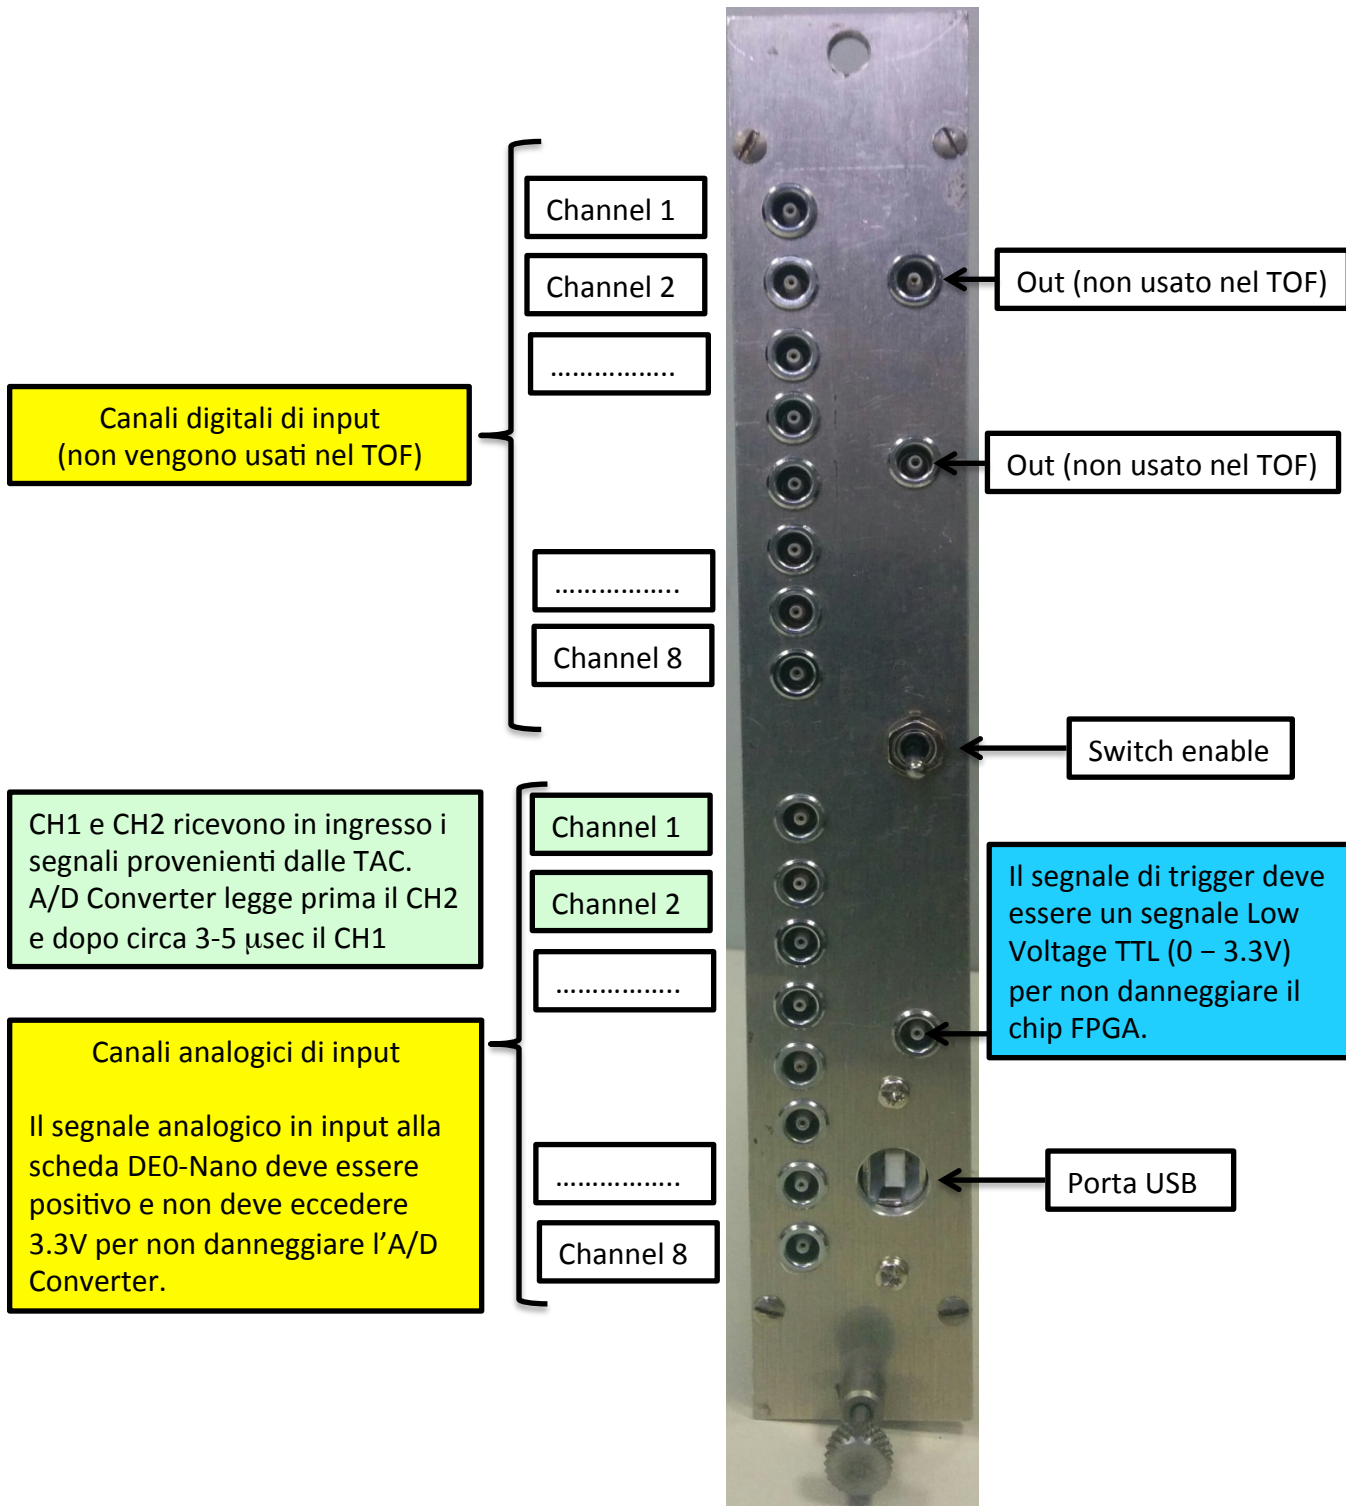 Channel 1
Channel 2
……………..
Canali digitali di input
(non vengono usati nel TOF)
……………..
Channel 8
Out (non usato nel TOF)
Out (non usato nel TOF)
Switch enable
CH1 e CH2 ricevono in ingresso i
segnali provenienti dalle TAC.
A/D Converter legge prima il CH2
e dopo circa 3-5 μsec il CH1
Channel 1
Channel 2
……………..
Canali analogici di input
Il segnale analogico in input alla
scheda DE0-Nano deve essere
positivo e non deve eccedere
3.3V per non danneggiare l’A/D
Converter.
……………..
Channel 8
Il segnale di trigger deve
essere un segnale Low
Voltage TTL (0 – 3.3V)
per non danneggiare il
chip FPGA.
Porta USB